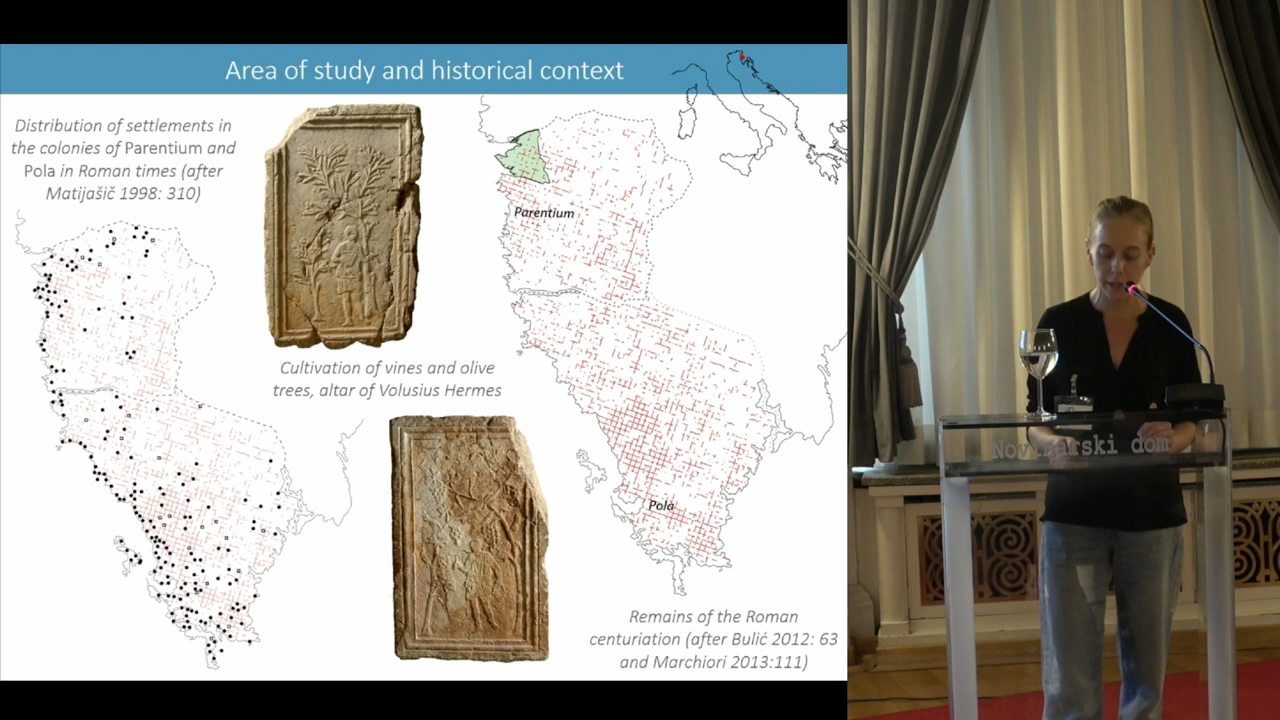 Area of study and historical context
Distribution of settlements in
the colonies of Parentium and
Pola in Roman times (after
Matijašič 1998: 310)
Cultivation of vines and olive
trees, altar of Volusius Hermes
Parentium
Pola
Remains of the Roman
centuriation (after Bulić 2012: 63
and Marchiori 2013:111)
Novinarski dom